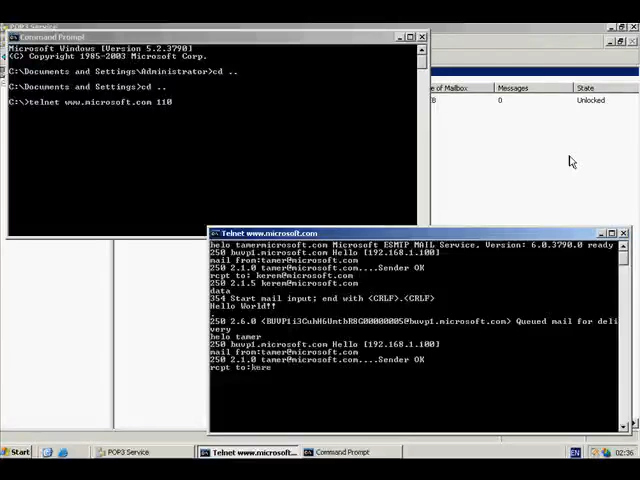 POP3 Service
Command Prompt
Microsoft Windows [Version 5.2.3790]
(C) Copyright 1985-2003 Microsoft Corp.
C:\Documents and Settings\Administrator>cd ..
C:\Documents and Settings>cd ..
C:\>telnet www.microsoft.com 110
e of Mailbox Messages State
0 Unlocked
Telnet www.microsoft.com
helo tamermicrosoft.com Microsoft ESMTP MAIL Service, Version: 6.0.3790.0 ready
250 buvp1.microsoft.com Hello [192.168.1.100]
mail from:tamer@microsoft.com
250 2.1.0 tamer@microsoft.com....Sender OK
rcpt to: kerem@microsoft.com
250 2.1.5 kerem@microsoft.com
data
354 Start mail input; end with <CRLF>.<CRLF>
Hello World!!
.
250 2.6.0 <BUVP1i3CuhW6UntbR8G00000005@buvp1.microsoft.com> Queued mail for deli
very
helo tamer
250 buvp1.microsoft.com Hello [192.168.1.100]
mail from:tamer@microsoft.com
250 2.1.0 tamer@microsoft.com....Sender OK
rcpt to:kere
Start POP3 Service Telnet www.microsoft... Command Prompt EN 02:36